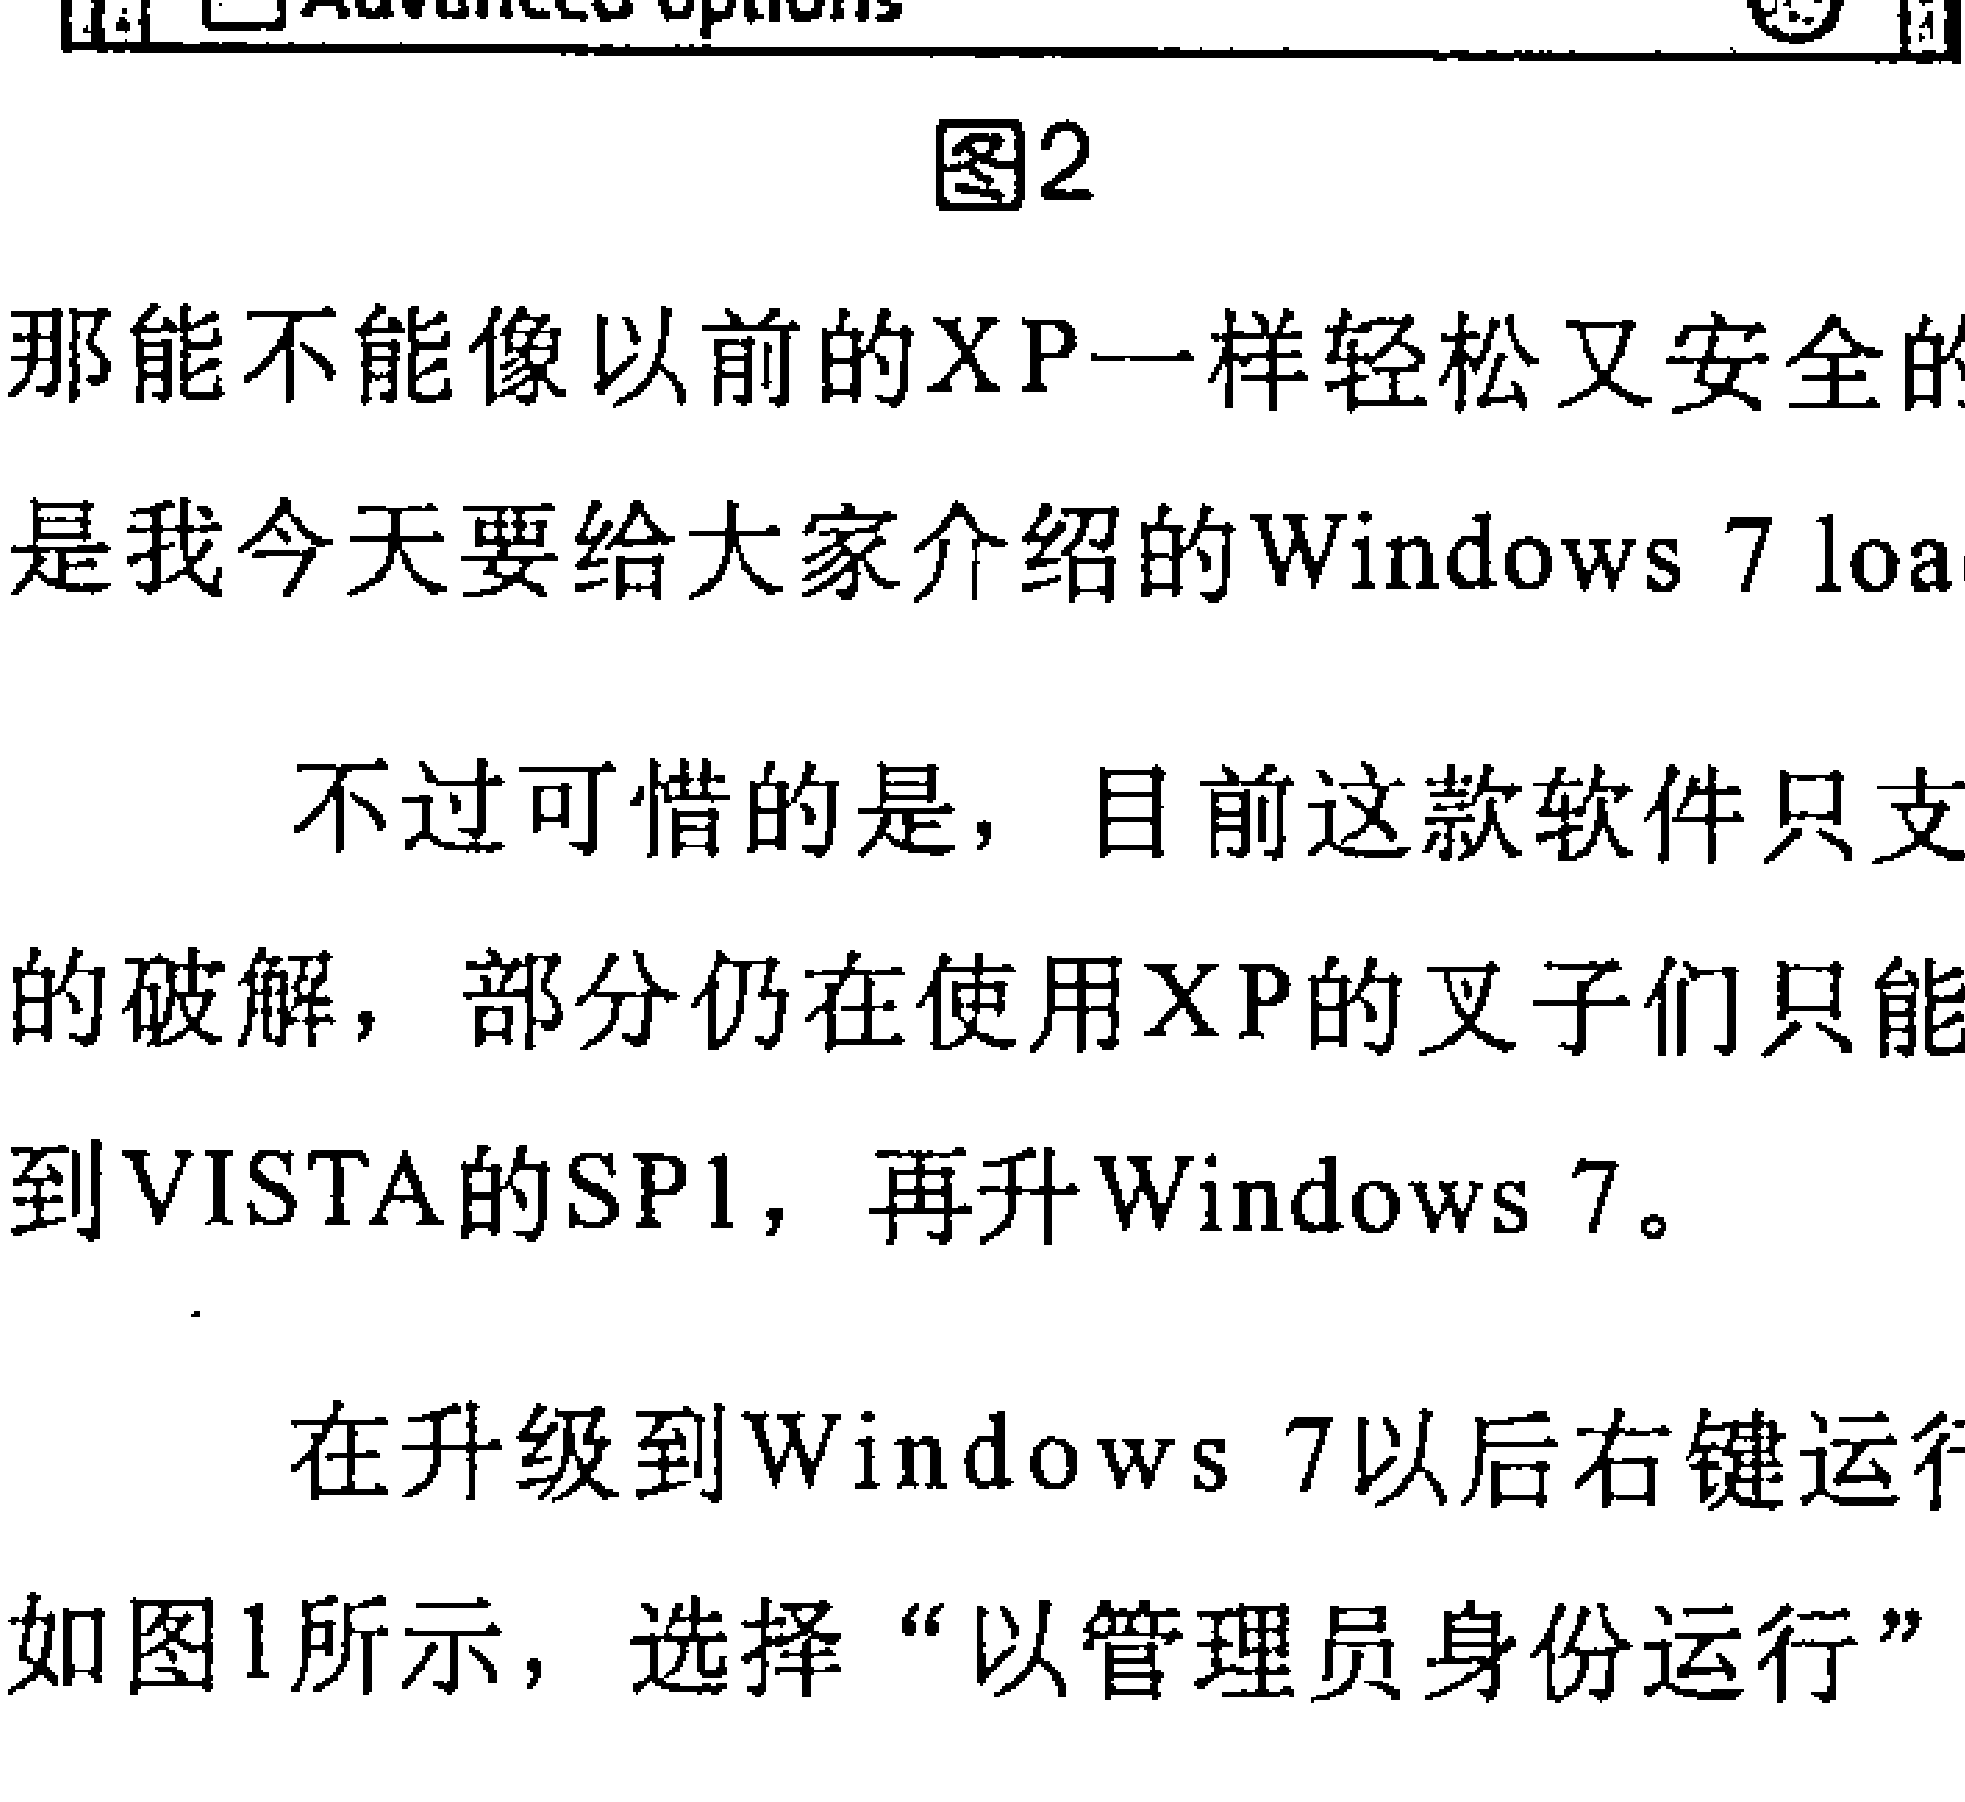 Advanced options
图2
那能不能像以前的XP一样轻松又安全的
是我今天要给大家介绍的Windows 7 loa
不过可惜的是，目前这款软件只支
的破解，部分仍在使用XP的叉子们只能
到VISTA的SP1，再升Windows 7。
在升级到Windows 7以后右键运行
如图1所示，选择“以管理员身份运行”